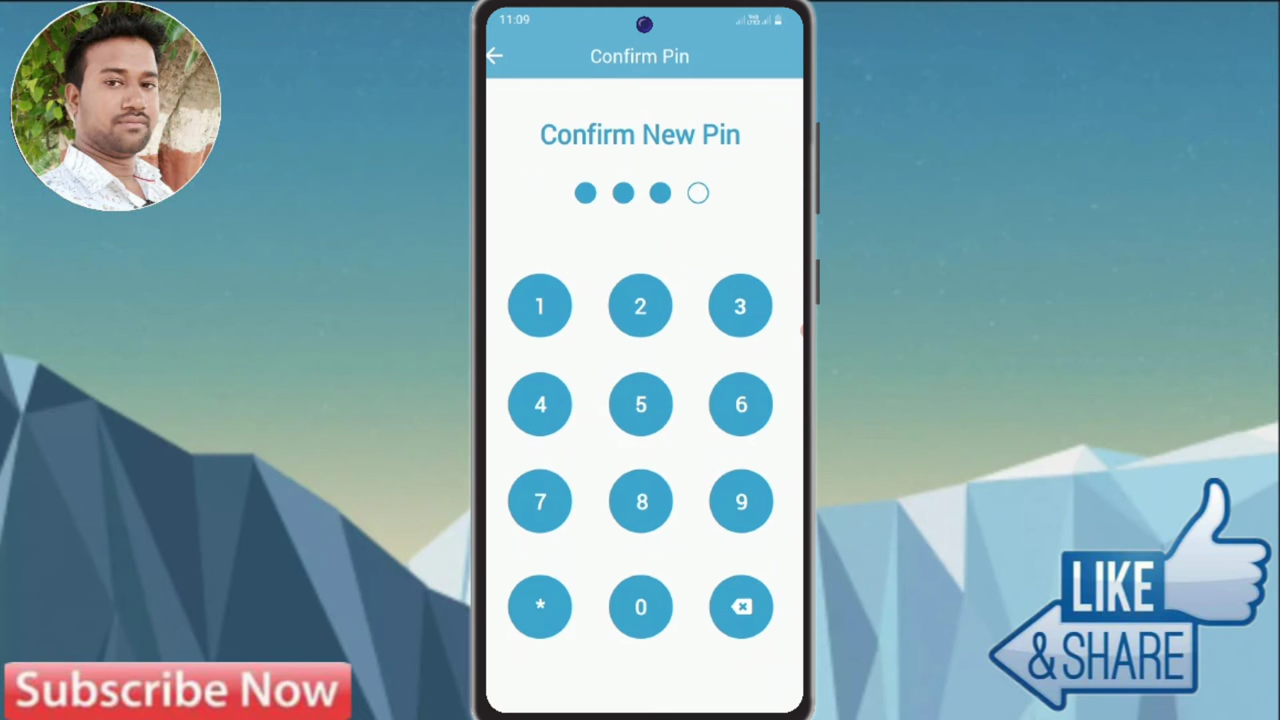 11:09
Confirm Pin
Confirm New Pin
1 2 3
4 5 6
7 8 9
* 0
LIKE
& SHARE
Subscribe Now